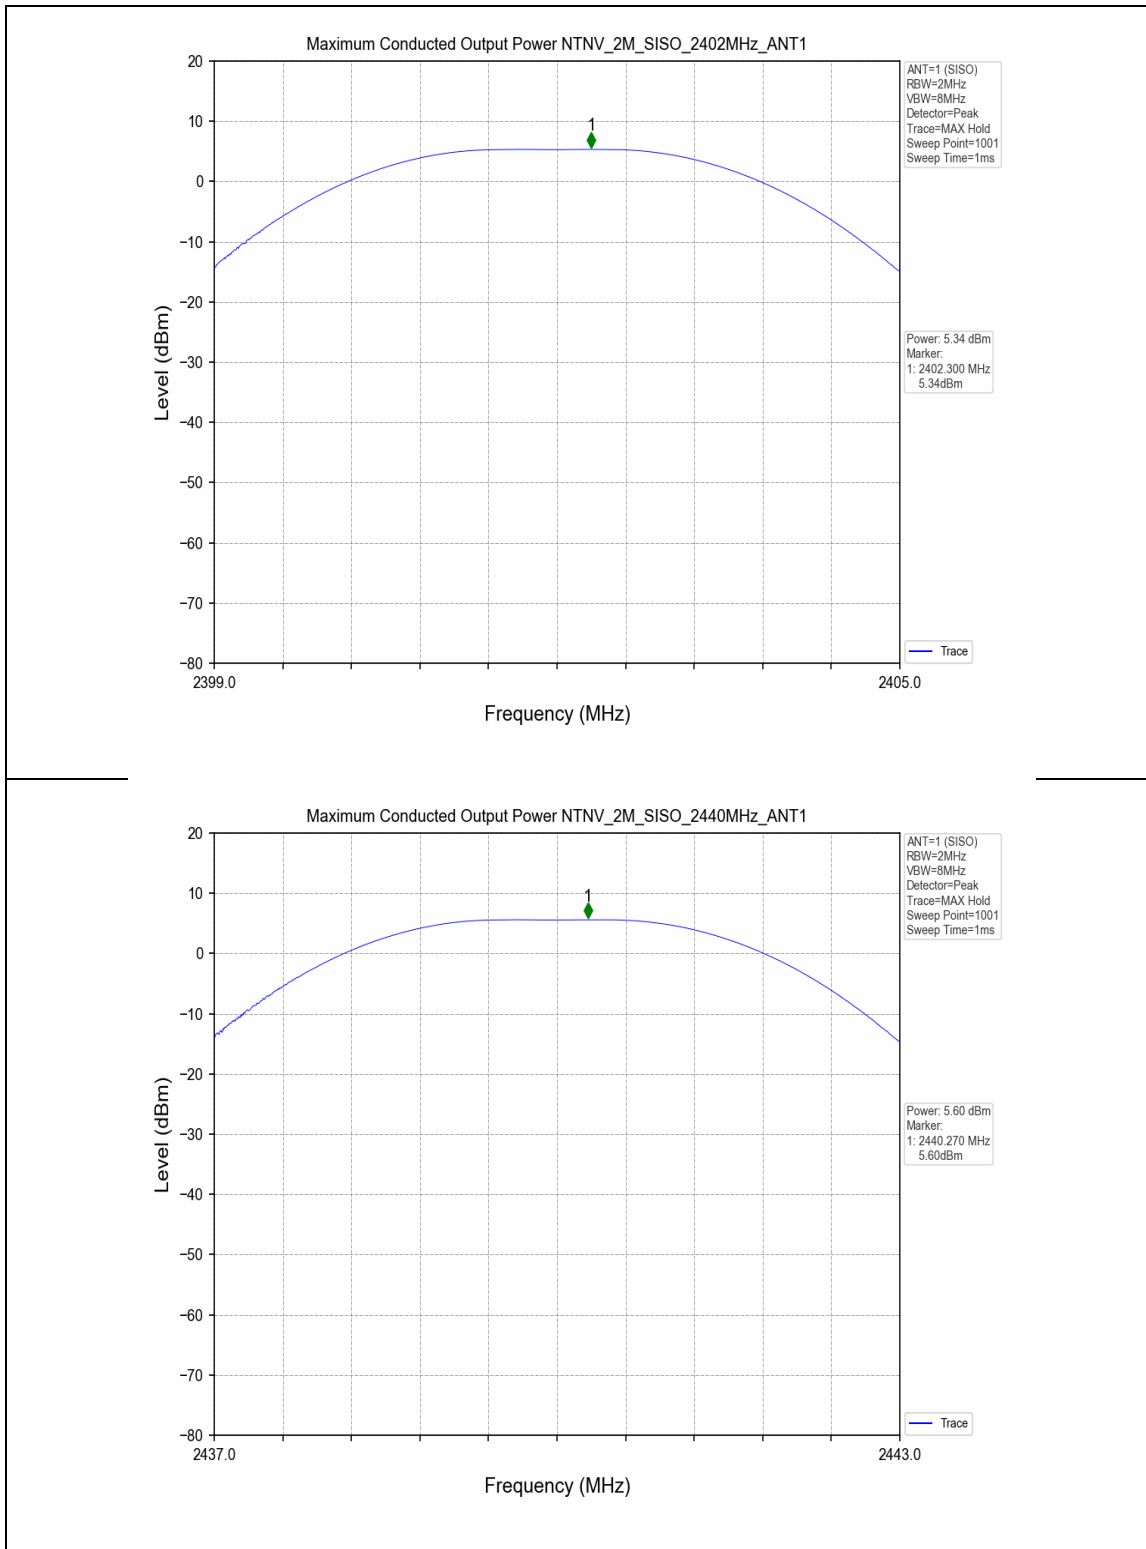 Maximum Conducted Output Power NTNV_2M_SISO_2402MHz_ANT1
20
10
0
−10
−20
−30
−40
−50
−60
−70
−80
Level (dBm)
1
2399.0
2405.0
Frequency (MHz)
ANT=1 (SISO)
RBW=2MHz
VBW=8MHz
Detector=Peak
Trace=MAX Hold
Sweep Point=1001
Sweep Time=1ms
Power: 5.34 dBm
Marker:
1: 2402.300 MHz
5.34dBm
Trace
Maximum Conducted Output Power NTNV_2M_SISO_2440MHz_ANT1
20
10
0
−10
−20
−30
−40
−50
−60
−70
−80
Level (dBm)
1
2437.0
2443.0
Frequency (MHz)
ANT=1 (SISO)
RBW=2MHz
VBW=8MHz
Detector=Peak
Trace=MAX Hold
Sweep Point=1001
Sweep Time=1ms
Power: 5.60 dBm
Marker:
1: 2440.270 MHz
5.60dBm
Trace